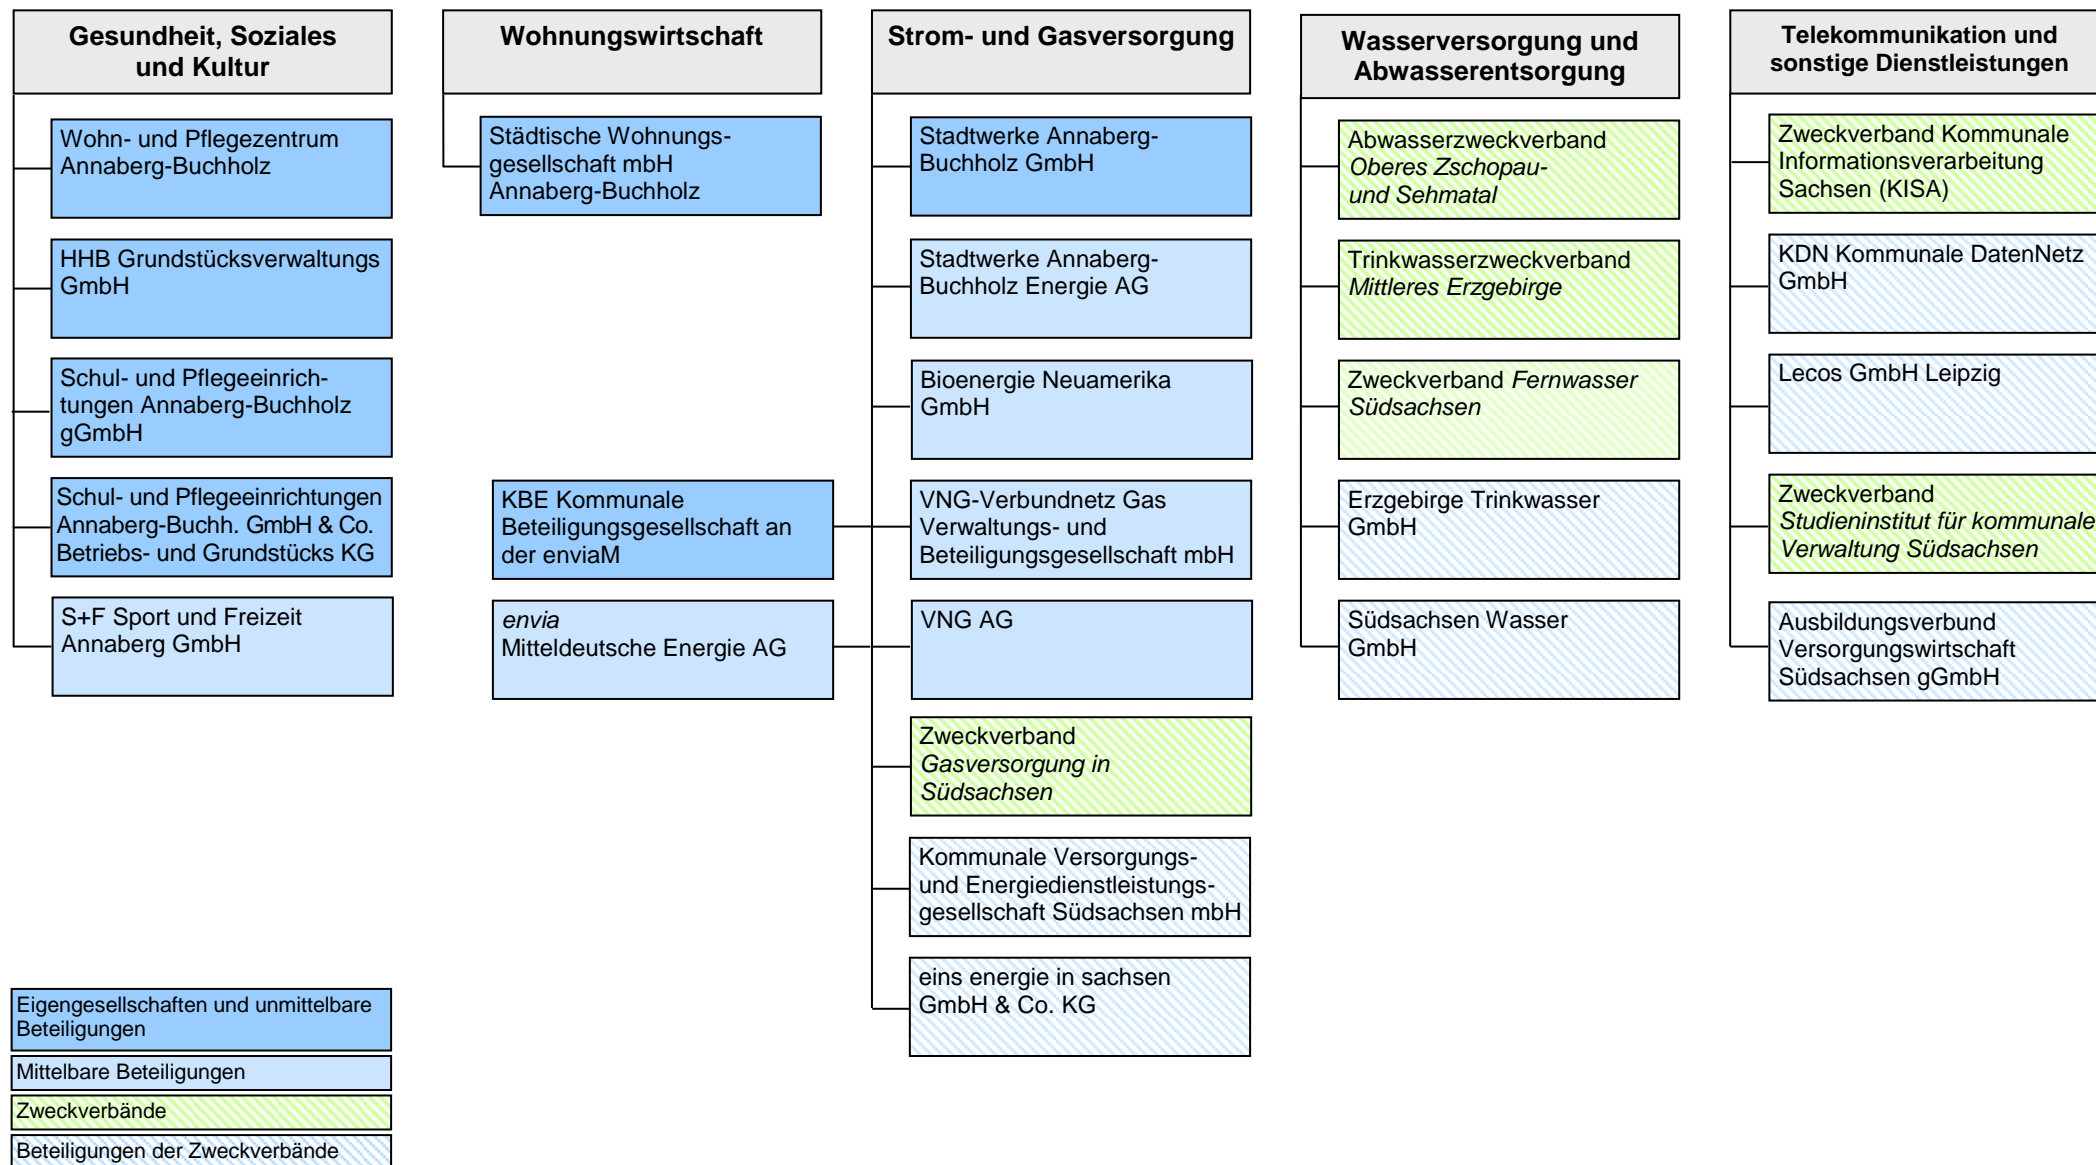 Gesundheit, Soziales
und Kultur
Wohn- und Pflegezentrum
Annaberg-Buchholz
HHB Grundstücksverwaltungs
GmbH
Schul- und Pflegeeinrich-
tungen Annaberg-Buchholz
gGmbH
Schul- und Pflegeeinrichtungen
Annaberg-Buchh. GmbH & Co.
Betriebs- und Grundstücks KG
S+F Sport und Freizeit
Annaberg GmbH
Wohnungswirtschaft
Städtische Wohnungs-
gesellschaft mbH
Annaberg-Buchholz
KBE Kommunale
Beteiligungsgesellschaft an
der enviaM
envia
Mitteldeutsche Energie AG
Strom- und Gasversorgung
Stadtwerke Annaberg-
Buchholz GmbH
Stadtwerke Annaberg-
Buchholz Energie AG
Bioenergie Neuamerika
GmbH
VNG-Verbundnetz Gas
Verwaltungs- und
Beteiligungsgesellschaft mbH
VNG AG
Zweckverband
Gasversorgung in
Südsachsen
Kommunale Versorgungs-
und Energiedienstleistungs-
gesellschaft Südsachsen mbH
eins energie in sachsen
GmbH & Co. KG
Wasserversorgung und
Abwasserentsorgung
Abwasserzweckverband
Oberes Zschopau-
und Sehmatal
Trinkwasserzweckverband
Mittleres Erzgebirge
Zweckverband Fernwasser
Südsachsen
Erzgebirge Trinkwasser
GmbH
Südsachsen Wasser
GmbH
Telekommunikation und
sonstige Dienstleistungen
Zweckverband Kommunale
Informationsverarbeitung
Sachsen (KISA)
KDN Kommunale DatenNetz
GmbH
Lecos GmbH Leipzig
Zweckverband
Studieninstitut für kommunale
Verwaltung Südsachsen
Ausbildungsverbund
Versorgungswirtschaft
Südsachsen gGmbH
Eigengesellschaften und unmittelbare
Beteiligungen
Mittelbare Beteiligungen
Zweckverbände
Beteiligungen der Zweckverbände